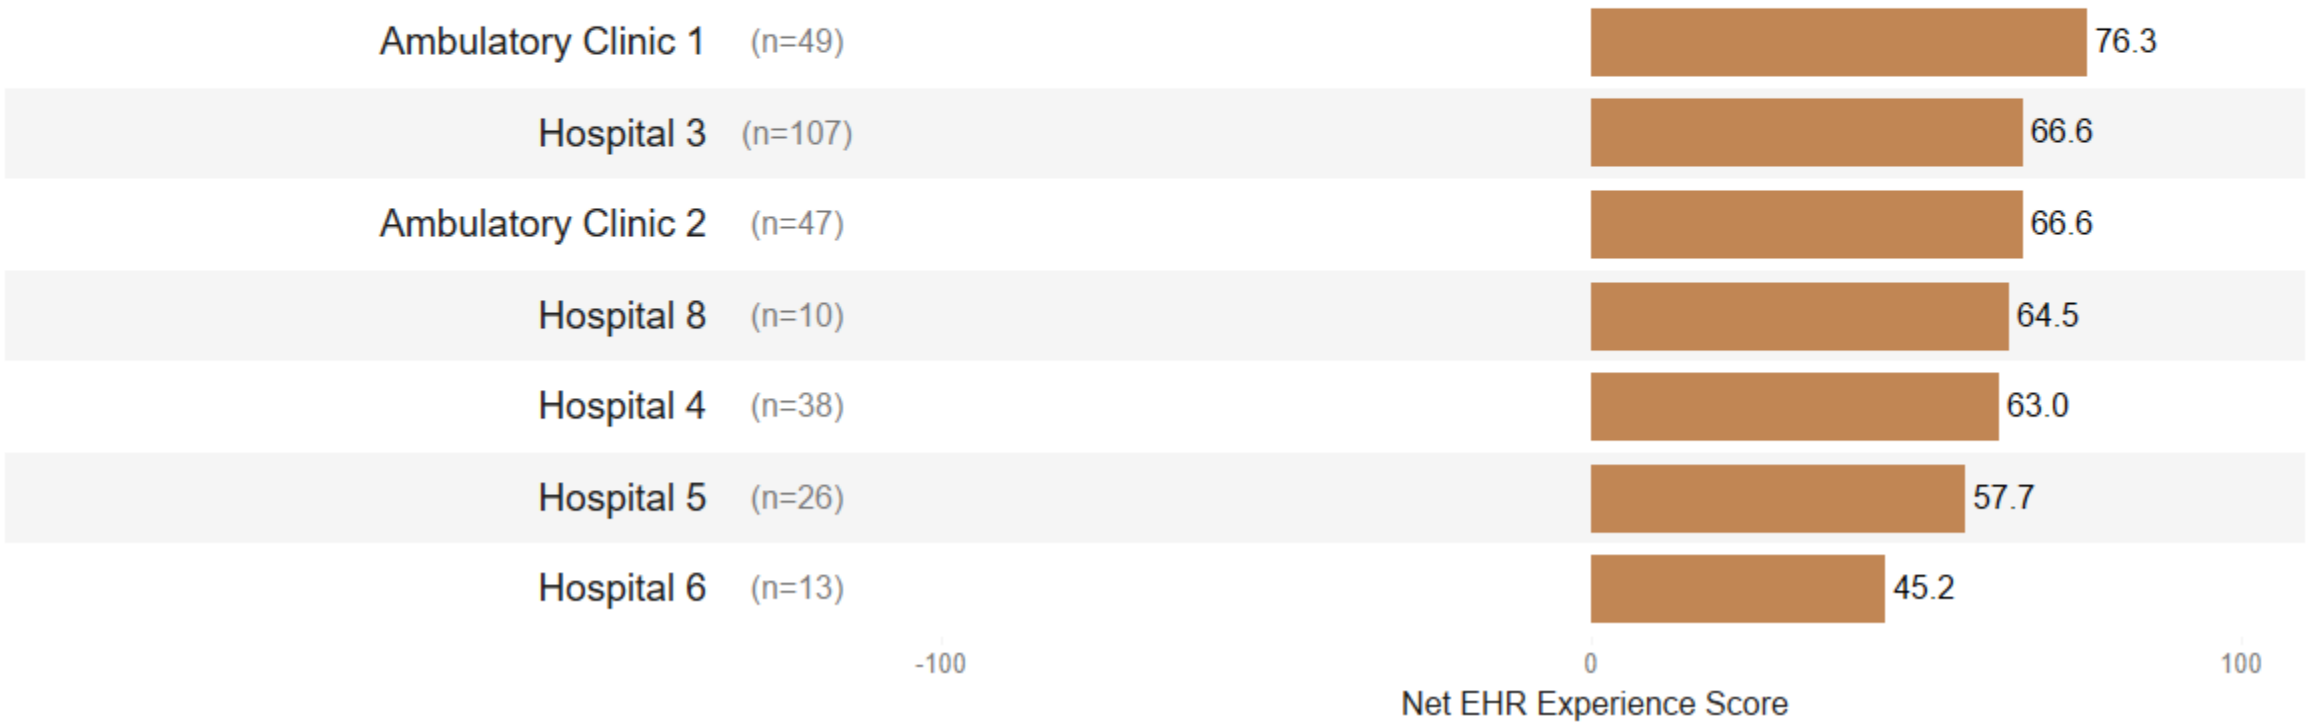 Ambulatory Clinic 1 (n=49) 76.3
Hospital 3 (n=107) 66.6
Ambulatory Clinic 2 (n=47) 66.6
Hospital 8 (n=10) 64.5
Hospital 4 (n=38) 63.0
Hospital 5 (n=26) 57.7
Hospital 6 (n=13) 45.2
-100 0 100
Net EHR Experience Score